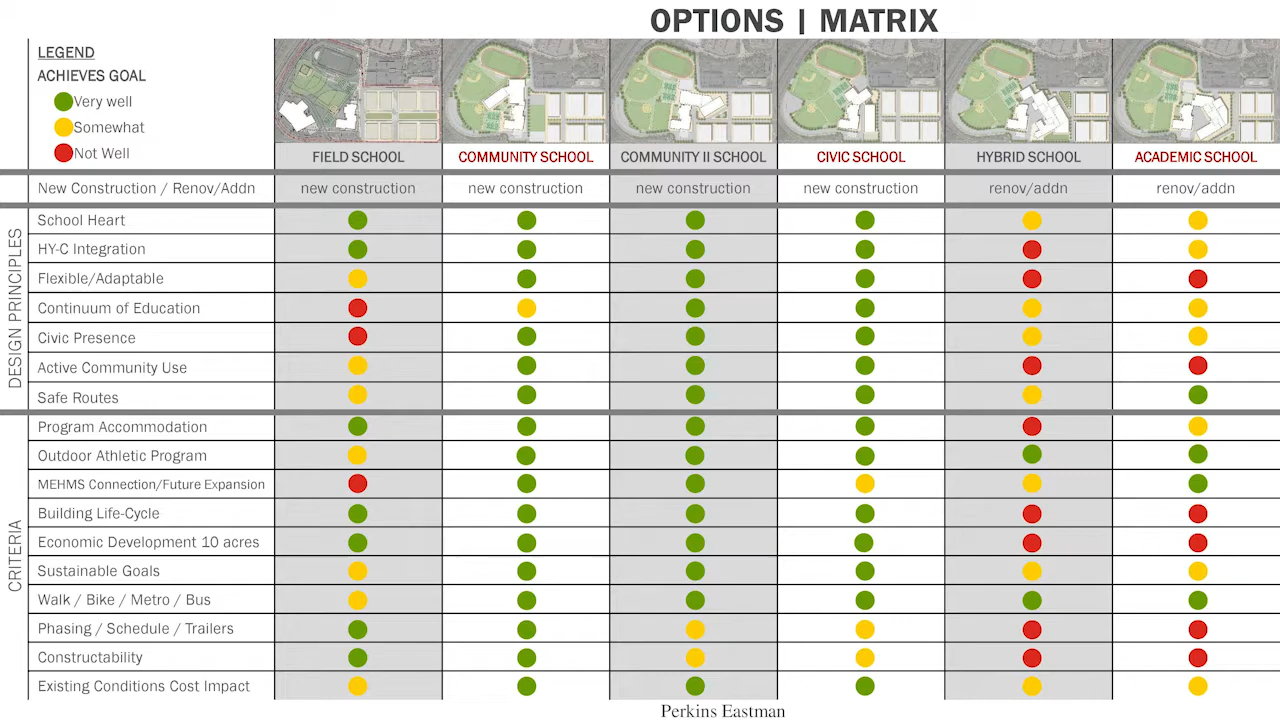 OPTIONS | MATRIX
LEGEND
ACHIEVES GOAL
Very well
Somewhat
Not Well
FIELD SCHOOL COMMUNITY SCHOOL COMMUNITY II SCHOOL CIVIC SCHOOL HYBRID SCHOOL ACADEMIC SCHOOL
New Construction / Renov/Addn new construction new construction new construction new construction renov/addn renov/addn
DESIGN PRINCIPLES
School Heart
HY-C Integration
Flexible/Adaptable
Continuum of Education
Civic Presence
Active Community Use
Safe Routes
CRITERIA
Program Accommodation
Outdoor Athletic Program
MEHMS Connection/Future Expansion
Building Life-Cycle
Economic Development 10 acres
Sustainable Goals
Walk / Bike / Metro / Bus
Phasing / Schedule / Trailers
Constructability
Existing Conditions Cost Impact
Perkins Eastman